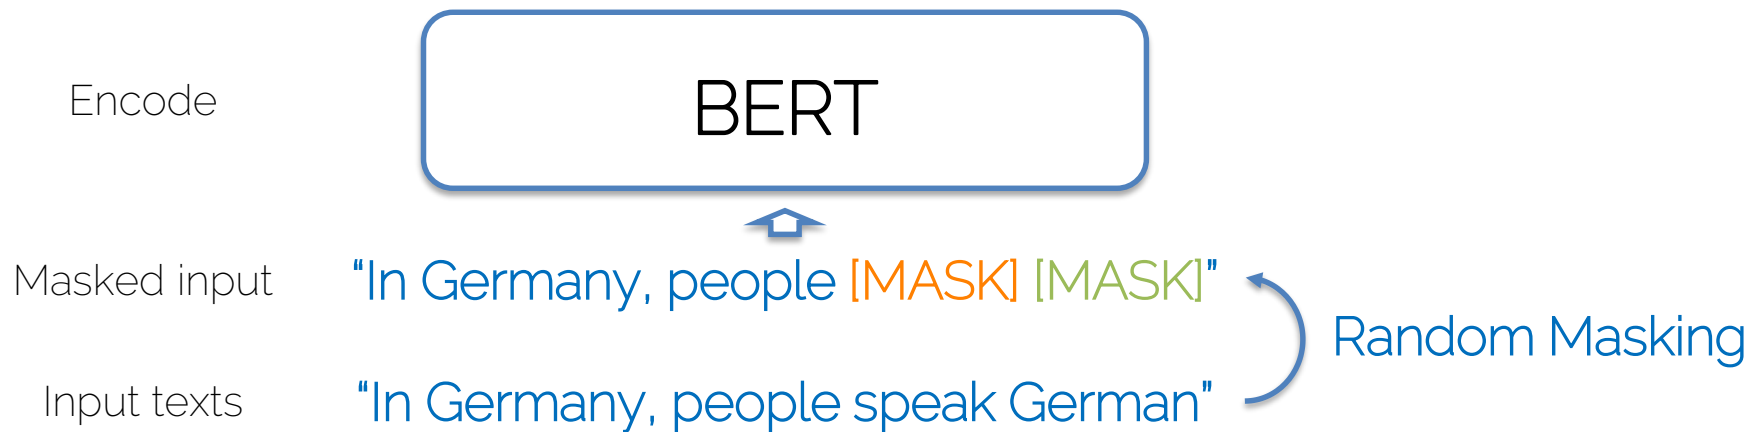 Encode
BERT
Masked input
“In Germany, people [MASK] [MASK]”
Random Masking
Input texts
“In Germany, people speak German”